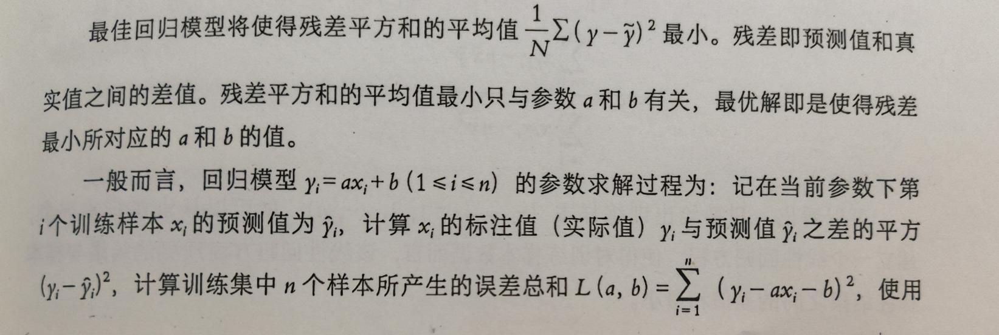 最佳回归模型将使得残差平方和的平均值 $\frac{1}{N}\sum(y-\tilde{y})^2$ 最小。残差即预测值和真
实值之间的差值。残差平方和的平均值最小只与参数 a 和 b 有关，最优解即是使得残差
最小所对应的 a 和 b 的值。
一般而言，回归模型 $y_i=ax_i+b$ (1≤i≤n) 的参数求解过程为：记在当前参数下第
i个训练样本 $x_i$ 的预测值为 $\hat{y}_i$，计算 $x_i$ 的标注值（实际值）$y_i$ 与预测值 $\hat{y}_i$ 之差的平方
$(y_i-\hat{y}_i)^2$，计算训练集中 n 个样本所产生的误差总和 $L(a, b)=\sum_{i=1}^{n}(y_i-ax_i-b)^2$，使用